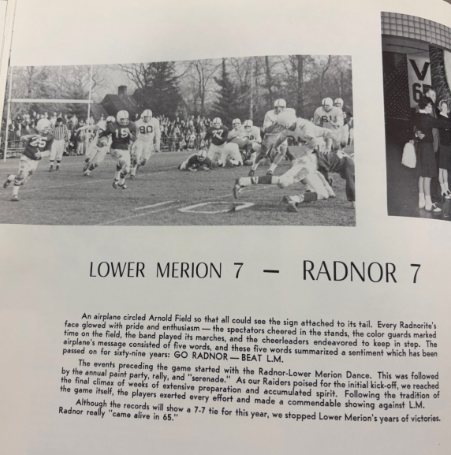 V
65
25
19
80
77
61
LOWER MERION 7 — RADNOR 7
An airplane circled Arnold Field so that all could see the sign attached to its tail. Every Radnorite's
face glowed with pride and enthusiasm — the spectators cheered in the stands, the color guards marked
time on the field, the band played its marches, and the cheerleaders endeavored to keep in step. The
airplane's message consisted of five words, and these five words summarized a sentiment which has been
passed on for sixty-nine years: GO RADNOR — BEAT L.M.
The events preceding the game started with the Radnor-Lower Merion Dance. This was followed
by the annual paint party, rally, and "serenade." As our Raiders poised for the initial kick-off, we reached
the final climax of weeks of extensive preparation and accumulated spirit. Following the tradition of
the game itself, the players exerted every effort and made a commendable showing against L.M.
Although the records will show a 7-7 tie for this year, we stopped Lower Merion's years of victories.
Radnor really "came alive in 65."